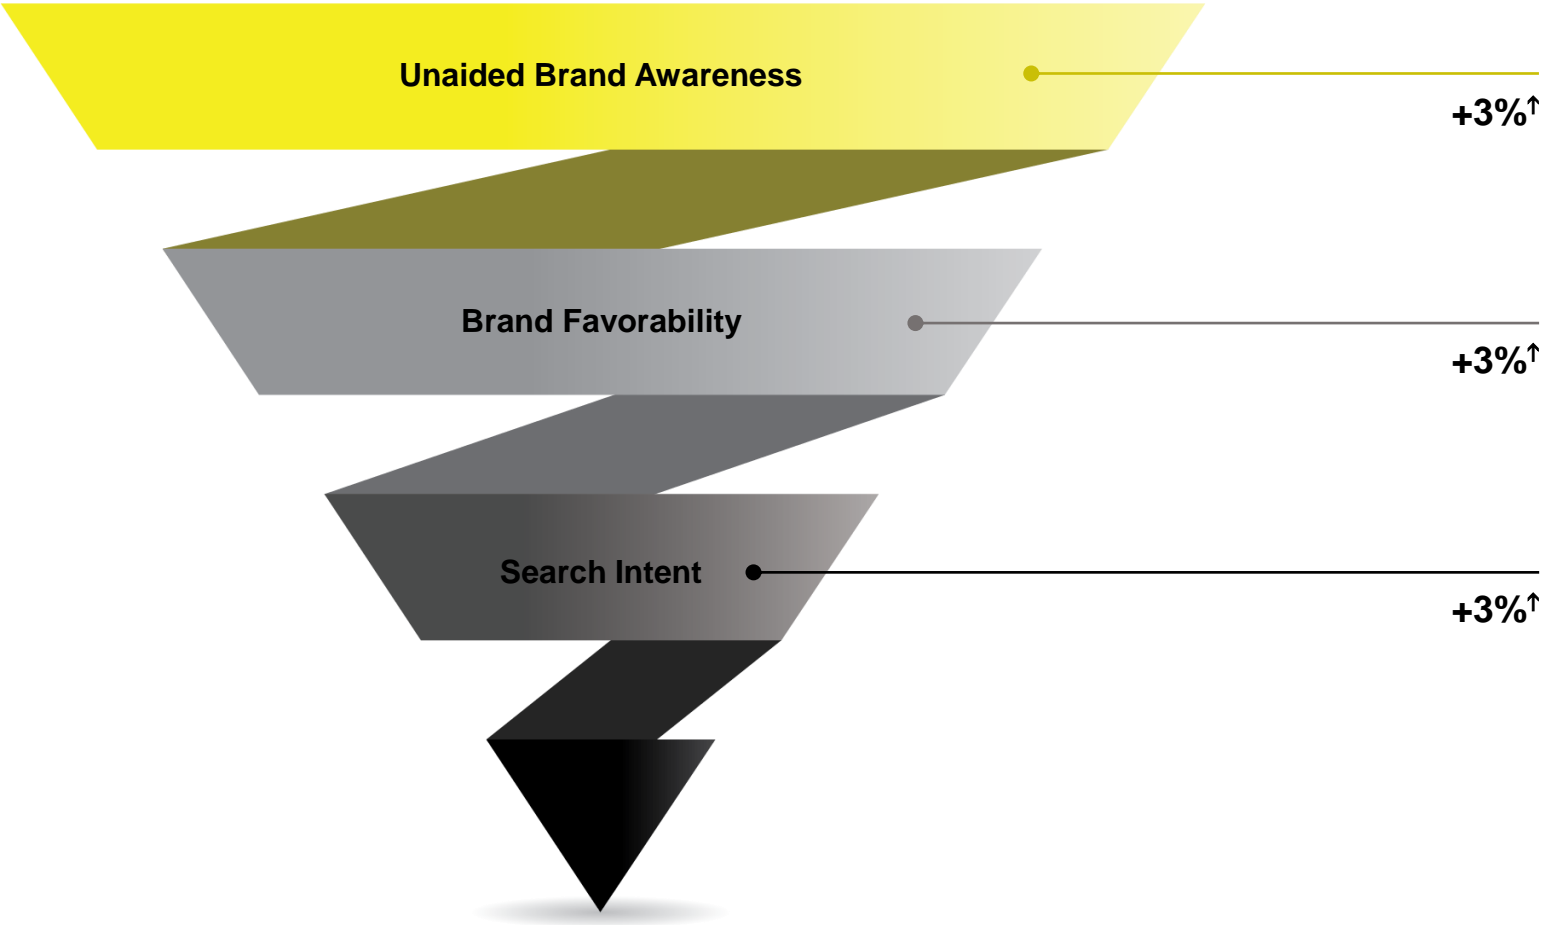 Unaided Brand Awareness
+3%↑
Brand Favorability
+3%↑
Search Intent
+3%↑